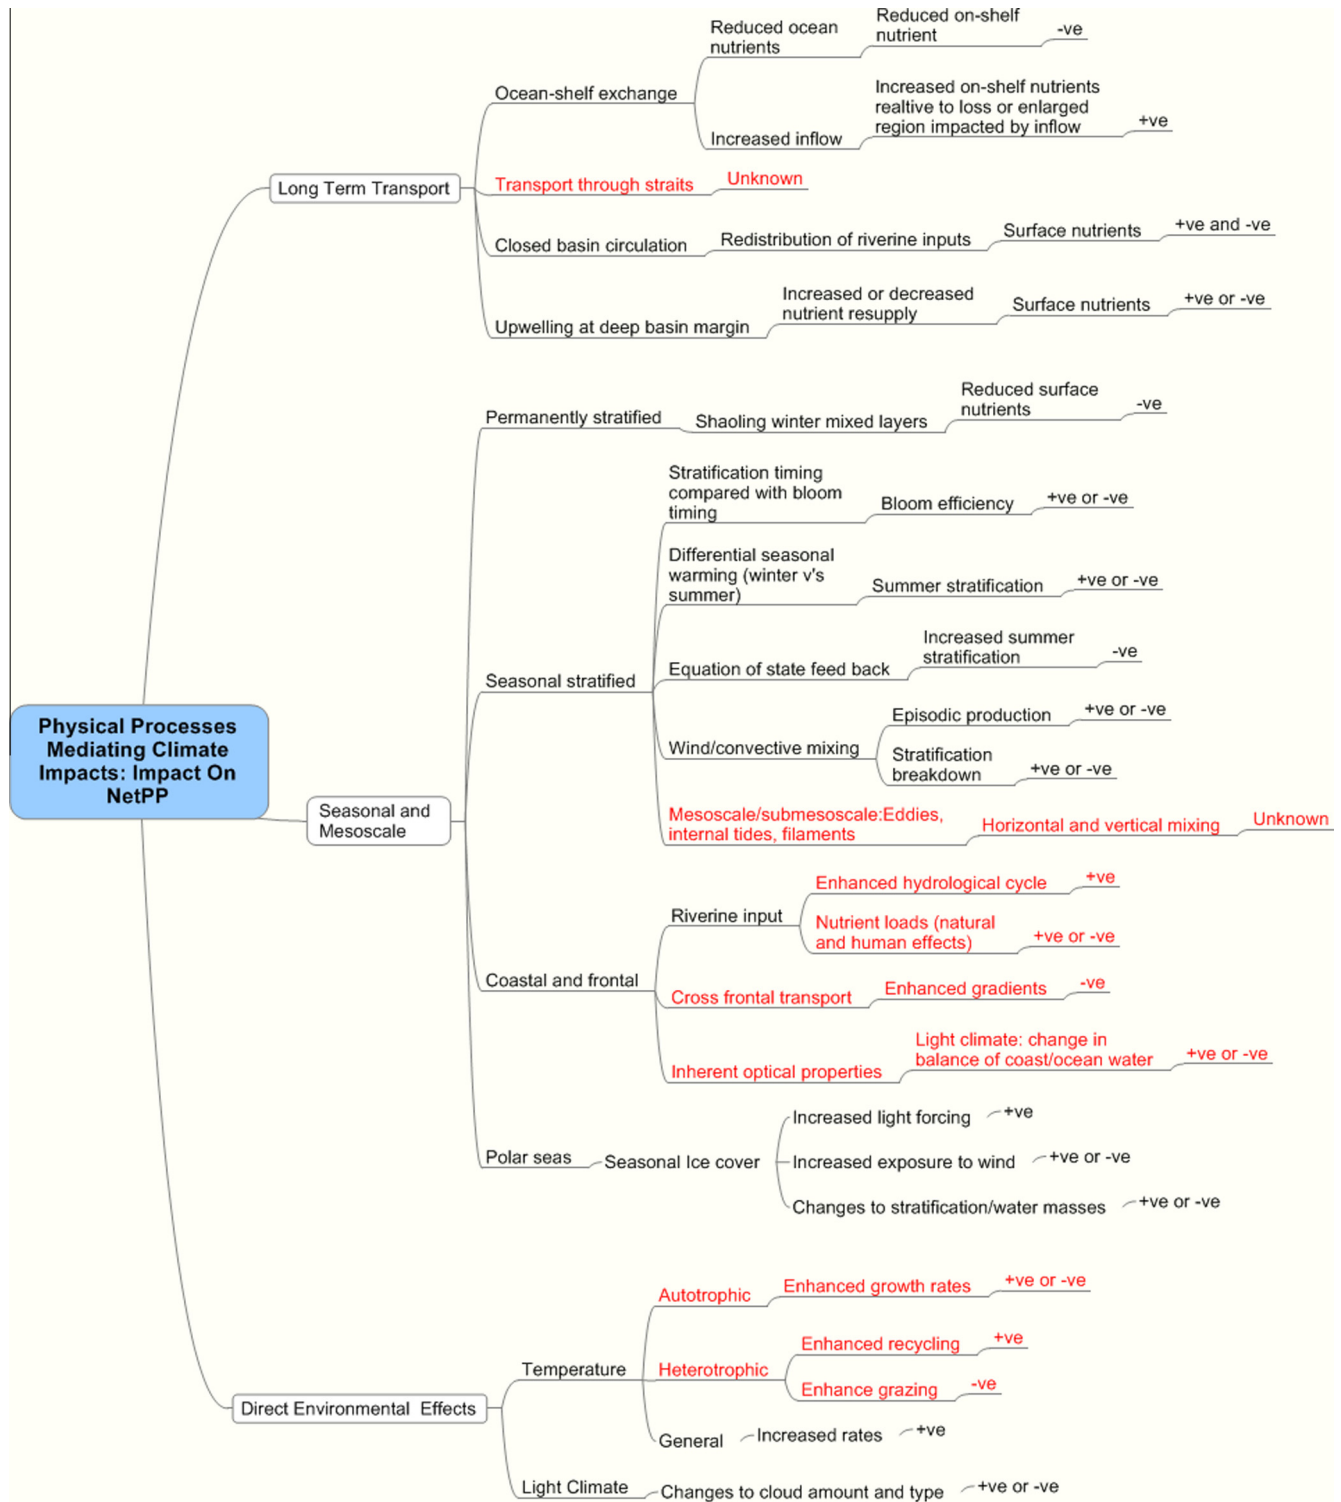 Physical Processes
Mediating Climate
Impacts: Impact On
NetPP
Long Term Transport
Ocean-shelf exchange
Reduced ocean
nutrients
Reduced on-shelf
nutrient
-ve
Increased inflow
Increased on-shelf nutrients
realtive to loss or enlarged
region impacted by inflow
+ve
Transport through straits
Unknown
Closed basin circulation
Redistribution of riverine inputs
Surface nutrients
+ve and -ve
Upwelling at deep basin margin
Increased or decreased
nutrient resupply
Surface nutrients
+ve or -ve
Seasonal and
Mesoscale
Permanently stratified
Shaoling winter mixed layers
Reduced surface
nutrients
-ve
Seasonal stratified
Stratification timing
compared with bloom
timing
Bloom efficiency
+ve or -ve
Differential seasonal
warming (winter v's
summer)
Summer stratification
+ve or -ve
Equation of state feed back
Increased summer
stratification
-ve
Wind/convective mixing
Episodic production
+ve or -ve
Stratification
breakdown
+ve or -ve
Mesoscale/submesoscale:Eddies,
internal tides, filaments
Horizontal and vertical mixing
Unknown
Coastal and frontal
Riverine input
Enhanced hydrological cycle
+ve
Nutrient loads (natural
and human effects)
+ve or -ve
Cross frontal transport
Enhanced gradients
-ve
Inherent optical properties
Light climate: change in
balance of coast/ocean water
+ve or -ve
Polar seas
Seasonal Ice cover
Increased light forcing
+ve
Increased exposure to wind
+ve or -ve
Changes to stratification/water masses
+ve or -ve
Direct Environmental  Effects
Temperature
Autotrophic
Enhanced growth rates
+ve or -ve
Heterotrophic
Enhanced recycling
+ve
Enhance grazing
-ve
General
Increased rates
+ve
Light Climate
Changes to cloud amount and type
+ve or -ve